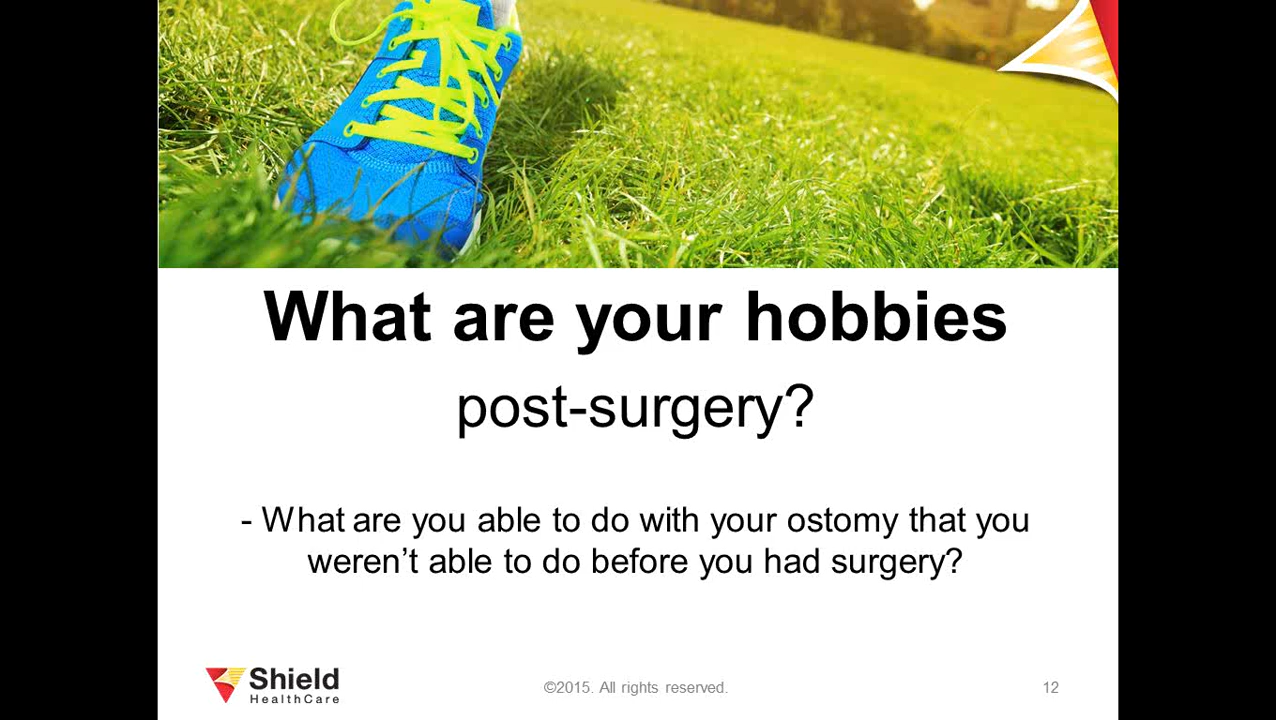 What are your hobbies
post-surgery?
- What are you able to do with your ostomy that you
weren’t able to do before you had surgery?
Shield
HealthCare
©2015. All rights reserved.
12